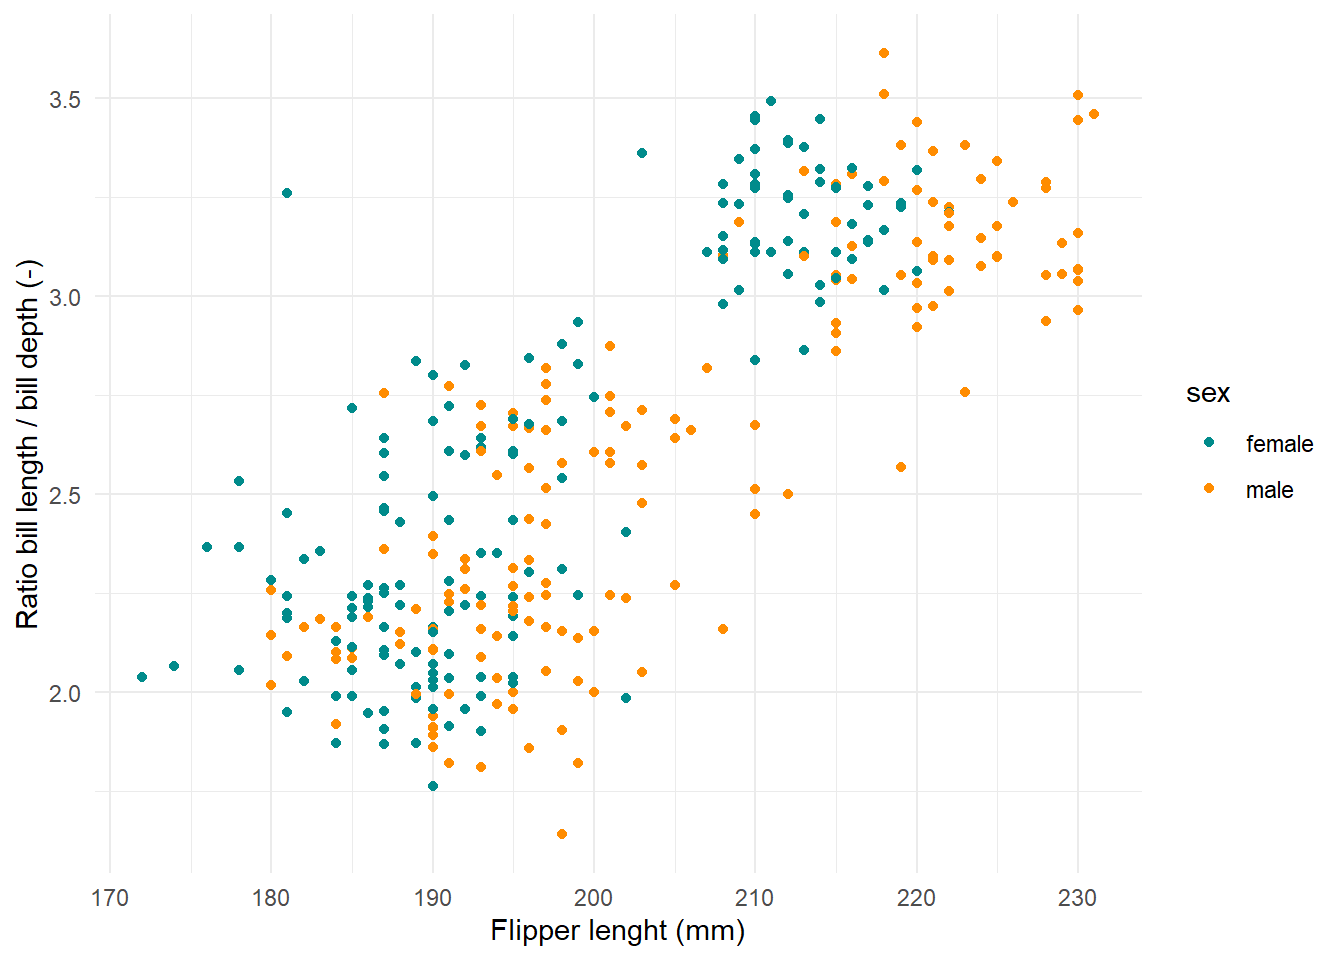 3.5
3.0
2.5
2.0
Ratio bill length / bill depth (-)
170 180 190 200 210 220 230
Flipper lenght (mm)
sex
female
male